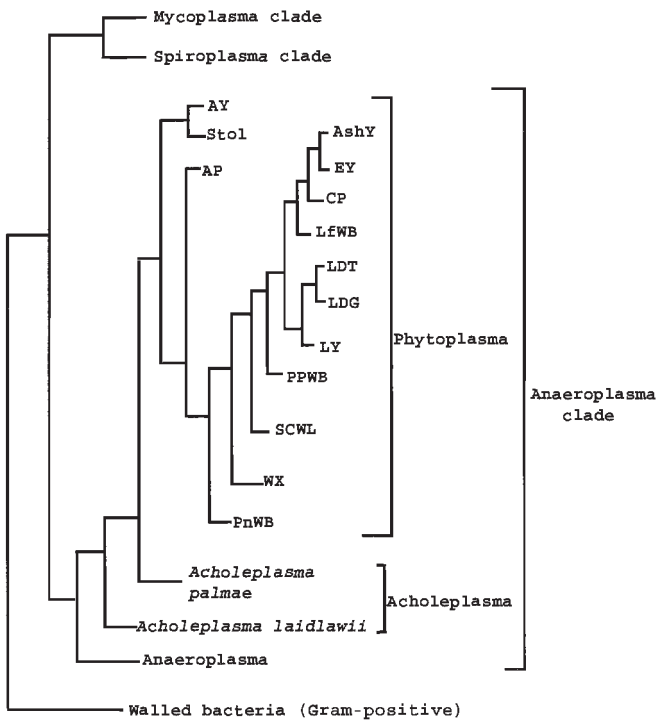 Mycoplasma clade
Spiroplasma clade
AY
Stol
AP
AshY
EY
CP
LfWB
LDT
LDG
LY
PPWB
SCWL
WX
PnWB
Phytoplasma
Anaeroplasma
clade
Acholeplasma
palmae
Acholeplasma laidlawii
Acholeplasma
Anaeroplasma
Walled bacteria (Gram-positive)